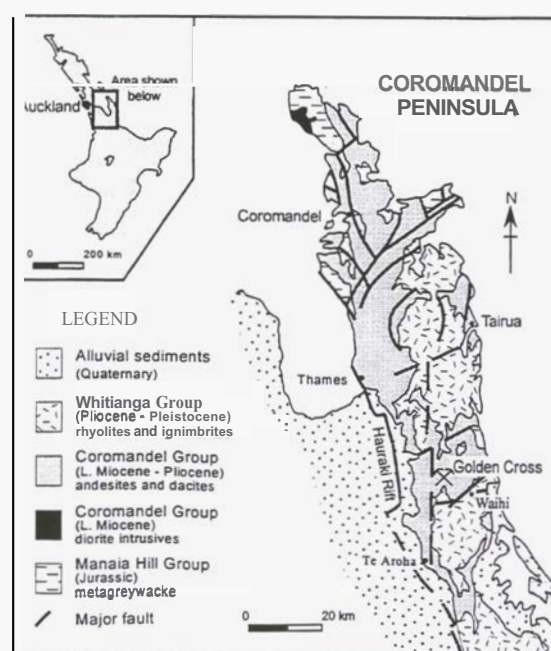 Area shown
below
Auckland
0 200 km
COROMANDEL
PENINSULA
N
Coromandel
Tairua
Thames
Hauraki Rift
Golden Cross
Waihi
Te Aroha
0 20 km
LEGEND
Alluvial sediments
(Quaternary)
Whitianga Group
(Pliocene - Pleistocene)
rhyolites and ignimbrites
Coromandel Group
(L. Miocene - Pliocene)
andesites and dacites
Coromandel Group
(L. Miocene)
diorite intrusives
Manaia Hill Group
(Jurassic)
metagreywacke
Major fault